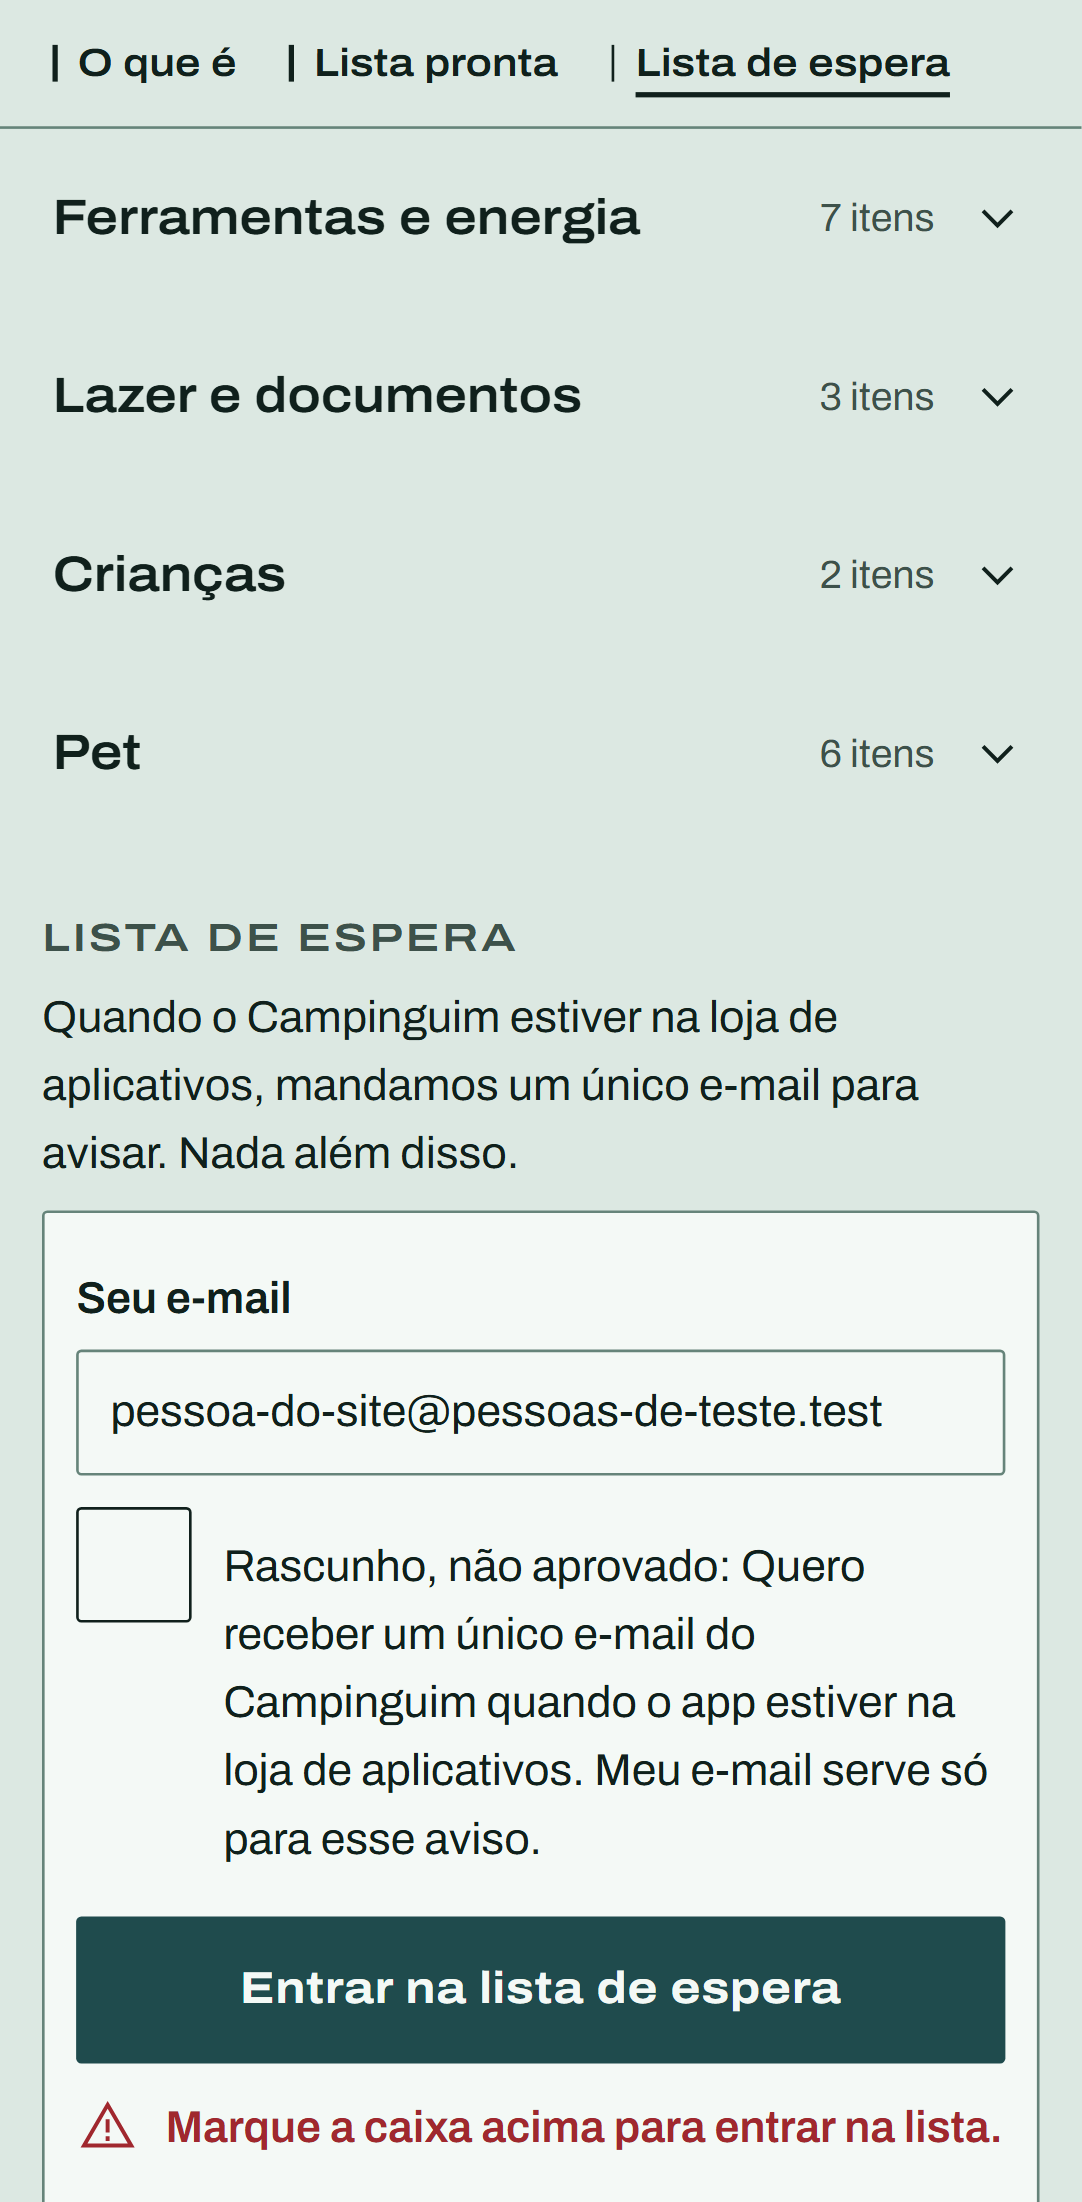 O que é
Lista pronta
Lista de espera
Ferramentas e energia
7 itens
Lazer e documentos
3 itens
Crianças
2 itens
Pet
6 itens
LISTA DE ESPERA
Quando o Campinguim estiver na loja de
aplicativos, mandamos um único e-mail para
avisar. Nada além disso.
Seu e-mail
pessoa-do-site@pessoas-de-teste.test
Rascunho, não aprovado: Quero
receber um único e-mail do
Campinguim quando o app estiver na
loja de aplicativos. Meu e-mail serve só
para esse aviso.
Entrar na lista de espera
Marque a caixa acima para entrar na lista.